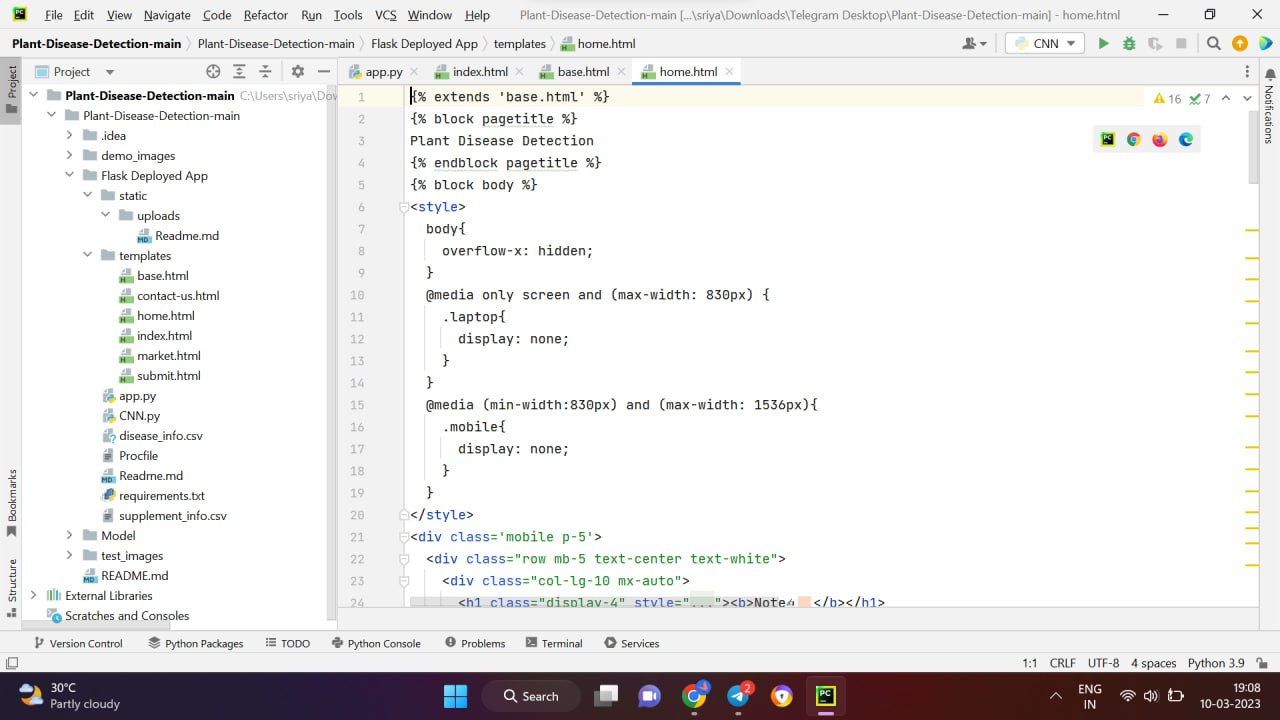 File Edit View Navigate Code Refactor Run Tools VCS Window Help Plant-Disease-Detection-main [...\sriya\Downloads\Telegram Desktop\Plant-Disease-Detection-main] - home.html
Plant-Disease-Detection-main Plant-Disease-Detection-main Flask Deployed App templates home.html CNN
Project app.py index.html base.html home.html
Project
Plant-Disease-Detection-main C:\Users\sriya\Dow
Plant-Disease-Detection-main
.idea
demo_images
Flask Deployed App
static
uploads
Readme.md
templates
base.html
contact-us.html
home.html
index.html
market.html
submit.html
app.py
CNN.py
disease_info.csv
Procfile
Readme.md
requirements.txt
supplement_info.csv
Model
test_images
README.md
External Libraries
Scratches and Consoles
Bookmarks
Structure
1 {% extends 'base.html' %}
2 {% block pagetitle %}
3 Plant Disease Detection
4 {% endblock pagetitle %}
5 {% block body %}
6 <style>
7 body{
8 overflow-x: hidden;
9 }
10 @media only screen and (max-width: 830px) {
11 .laptop{
12 display: none;
13 }
14 }
15 @media (min-width:830px) and (max-width: 1536px){
16 .mobile{
17 display: none;
18 }
19 }
20 </style>
21 <div class='mobile p-5'>
22 <div class="row mb-5 text-center text-white">
23 <div class="col-lg-10 mx-auto">
24 <h1 class="display-4" style="..."><b>Note </b></h1>
16 7
Notifications
Version Control Python Packages TODO Python Console Problems Terminal Services
1:1 CRLF UTF-8 4 spaces Python 3.9
30°C
Partly cloudy
Search
4
2
PC
ENG
IN
19:08
10-03-2023